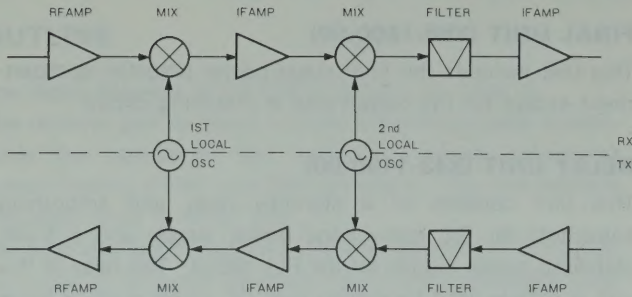 RFAMP MIX IFAMP MIX FILTER IFAMP
IST
LOCAL
OSC
2nd
LOCAL
OSC
RX
TX
RFAMP MIX IFAMP MIX FILTER IFAMP